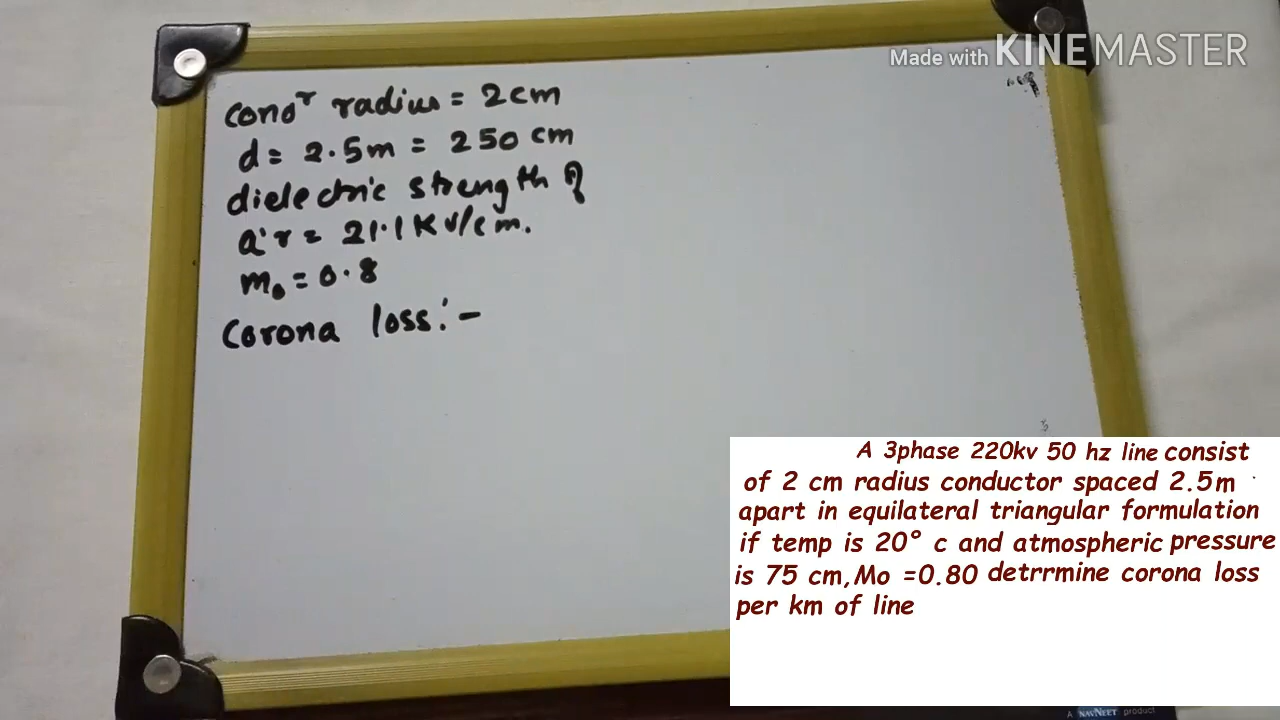 Made with KINEMASTER
condr radius = 2cm
d = 2.5m = 250 cm
dielectric strength of
air = 21.1 KV/cm.
m0 = 0.8
Corona loss:-
A 3phase 220kv 50 hz line consist
of 2 cm radius conductor spaced 2.5m
apart in equilateral triangular formulation
if temp is 20° c and atmospheric pressure
is 75 cm,Mo =0.80 detrrmine corona loss
per km of line
A NAVNEET product